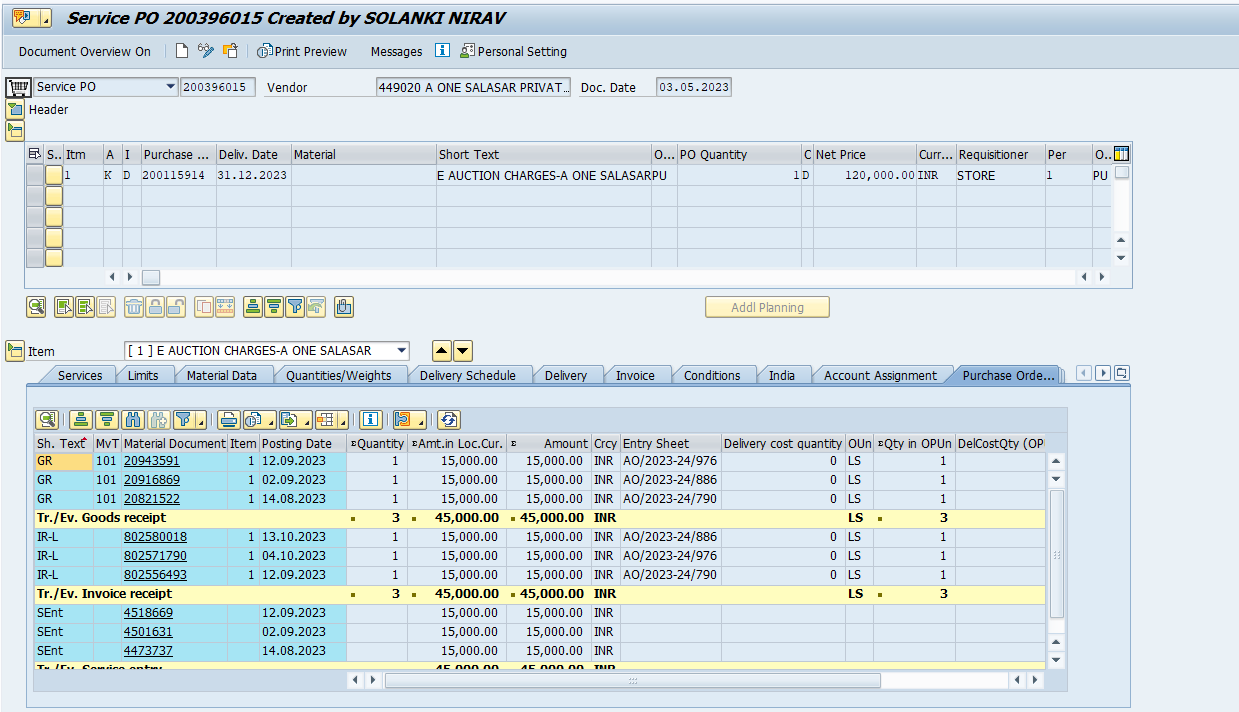 Service PO 200396015 Created by SOLANKI NIRAV
Document Overview On Print Preview Messages Personal Setting
Service PO 200396015 Vendor 449020 A ONE SALASAR PRIVAT... Doc. Date 03.05.2023
Header
S.. Itm A I Purchase ... Deliv. Date Material Short Text O... PO Quantity C Net Price Curr... Requisitioner Per O..
1 K D 200115914 31.12.2023 E AUCTION CHARGES-A ONE SALASAR PU 1 D 120,000.00 INR STORE 1 PU
Addl Planning
Item [ 1 ] E AUCTION CHARGES-A ONE SALASAR
Services Limits Material Data Quantities/Weights Delivery Schedule Delivery Invoice Conditions India Account Assignment Purchase Orde...
Sh. Text MvT Material Document Item Posting Date Σ Quantity Σ Amt.in Loc.Cur. Σ Amount Crcy Entry Sheet Delivery cost quantity OUn Σ Qty in OPUn DelCostQty (OPU
GR 101 20943591 1 12.09.2023 1 15,000.00 15,000.00 INR AO/2023-24/976 0 LS 1
GR 101 20916869 1 02.09.2023 1 15,000.00 15,000.00 INR AO/2023-24/886 0 LS 1
GR 101 20821522 1 14.08.2023 1 15,000.00 15,000.00 INR AO/2023-24/790 0 LS 1
Tr./Ev. Goods receipt 3 45,000.00 45,000.00 INR LS 3
IR-L 802580018 1 13.10.2023 1 15,000.00 15,000.00 INR AO/2023-24/886 0 LS 1
IR-L 802571790 1 04.10.2023 1 15,000.00 15,000.00 INR AO/2023-24/976 0 LS 1
IR-L 802556493 1 12.09.2023 1 15,000.00 15,000.00 INR AO/2023-24/790 0 LS 1
Tr./Ev. Invoice receipt 3 45,000.00 45,000.00 INR LS 3
SEnt 4518669 12.09.2023 15,000.00 15,000.00 INR
SEnt 4501631 02.09.2023 15,000.00 15,000.00 INR
SEnt 4473737 14.08.2023 15,000.00 15,000.00 INR
Tr./Ev. Service entry 45,000.00 45,000.00 INR